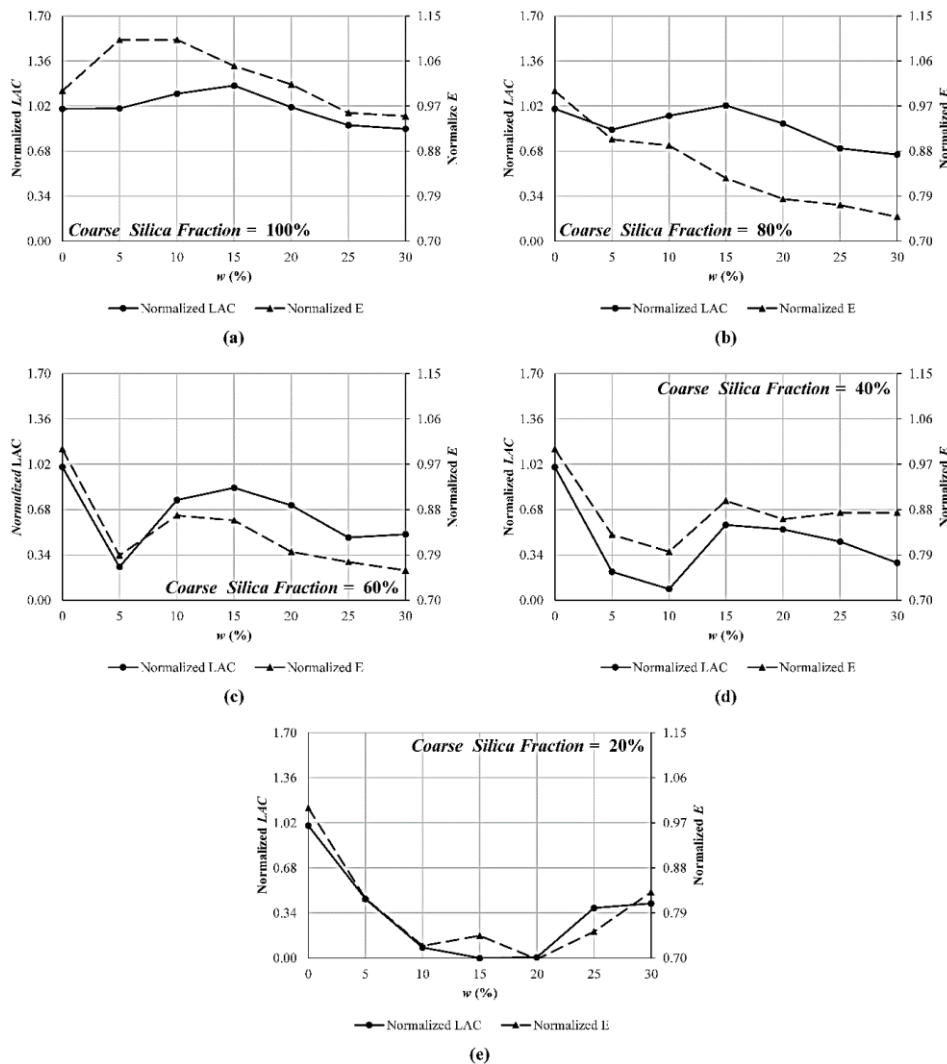 1.70
1.36
1.02
0.68
0.34
0.00
Normalized LAC
1.15
1.06
0.97
0.88
0.79
0.70
Normalize E
Coarse Silica Fraction = 100%
0 5 10 15 20 25 30
w (%)
Normalized LAC Normalized E
(a)
1.70
1.36
1.02
0.68
0.34
0.00
Normalized LAC
1.15
1.06
0.97
0.88
0.79
0.70
Normalized E
Coarse Silica Fraction = 80%
0 5 10 15 20 25 30
w (%)
Normalized LAC Normalized E
(b)
1.70
1.36
1.02
0.68
0.34
0.00
Normalized LAC
1.15
1.06
0.97
0.88
0.79
0.70
Normalized E
Coarse Silica Fraction = 60%
0 5 10 15 20 25 30
w (%)
Normalized LAC Normalized E
(c)
1.70
1.36
1.02
0.68
0.34
0.00
Normalized LAC
1.15
1.06
0.97
0.88
0.79
0.70
Normalized E
Coarse Silica Fraction = 40%
0 5 10 15 20 25 30
w (%)
Normalized LAC Normalized E
(d)
1.70
1.36
1.02
0.68
0.34
0.00
Normalized LAC
1.15
1.06
0.97
0.88
0.79
0.70
Normalized E
Coarse Silica Fraction = 20%
0 5 10 15 20 25 30
w (%)
Normalized LAC Normalized E
(e)